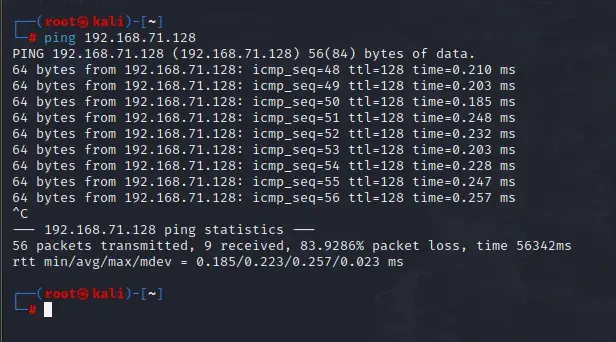 ┌──(root㉿kali)-[~]
└─# ping 192.168.71.128
PING 192.168.71.128 (192.168.71.128) 56(84) bytes of data.
64 bytes from 192.168.71.128: icmp_seq=48 ttl=128 time=0.210 ms
64 bytes from 192.168.71.128: icmp_seq=49 ttl=128 time=0.203 ms
64 bytes from 192.168.71.128: icmp_seq=50 ttl=128 time=0.185 ms
64 bytes from 192.168.71.128: icmp_seq=51 ttl=128 time=0.248 ms
64 bytes from 192.168.71.128: icmp_seq=52 ttl=128 time=0.232 ms
64 bytes from 192.168.71.128: icmp_seq=53 ttl=128 time=0.203 ms
64 bytes from 192.168.71.128: icmp_seq=54 ttl=128 time=0.228 ms
64 bytes from 192.168.71.128: icmp_seq=55 ttl=128 time=0.247 ms
64 bytes from 192.168.71.128: icmp_seq=56 ttl=128 time=0.257 ms
^C
--- 192.168.71.128 ping statistics ---
56 packets transmitted, 9 received, 83.9286% packet loss, time 56342ms
rtt min/avg/max/mdev = 0.185/0.223/0.257/0.023 ms
┌──(root㉿kali)-[~]
└─#